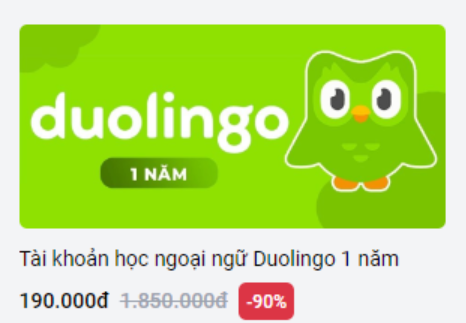 duolingo
1 NĂM
Tài khoản học ngoại ngữ Duolingo 1 năm
190.000đ 1.850.000đ -90%